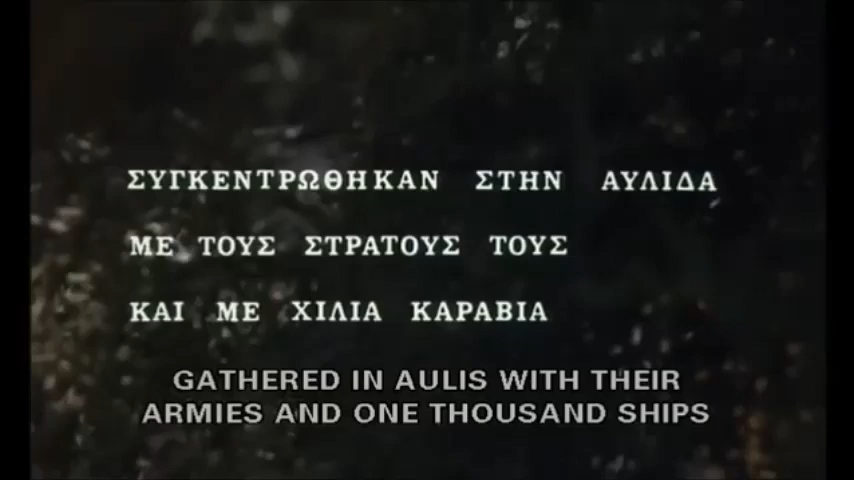 ΣΥΓΚΕΝΤΡΩΘΗΚΑΝ ΣΤΗΝ ΑΥΛΙΔΑ
ΜΕ ΤΟΥΣ ΣΤΡΑΤΟΥΣ ΤΟΥΣ
ΚΑΙ ΜΕ ΧΙΛΙΑ ΚΑΡΑΒΙΑ
GATHERED IN AULIS WITH THEIR
ARMIES AND ONE THOUSAND SHIPS